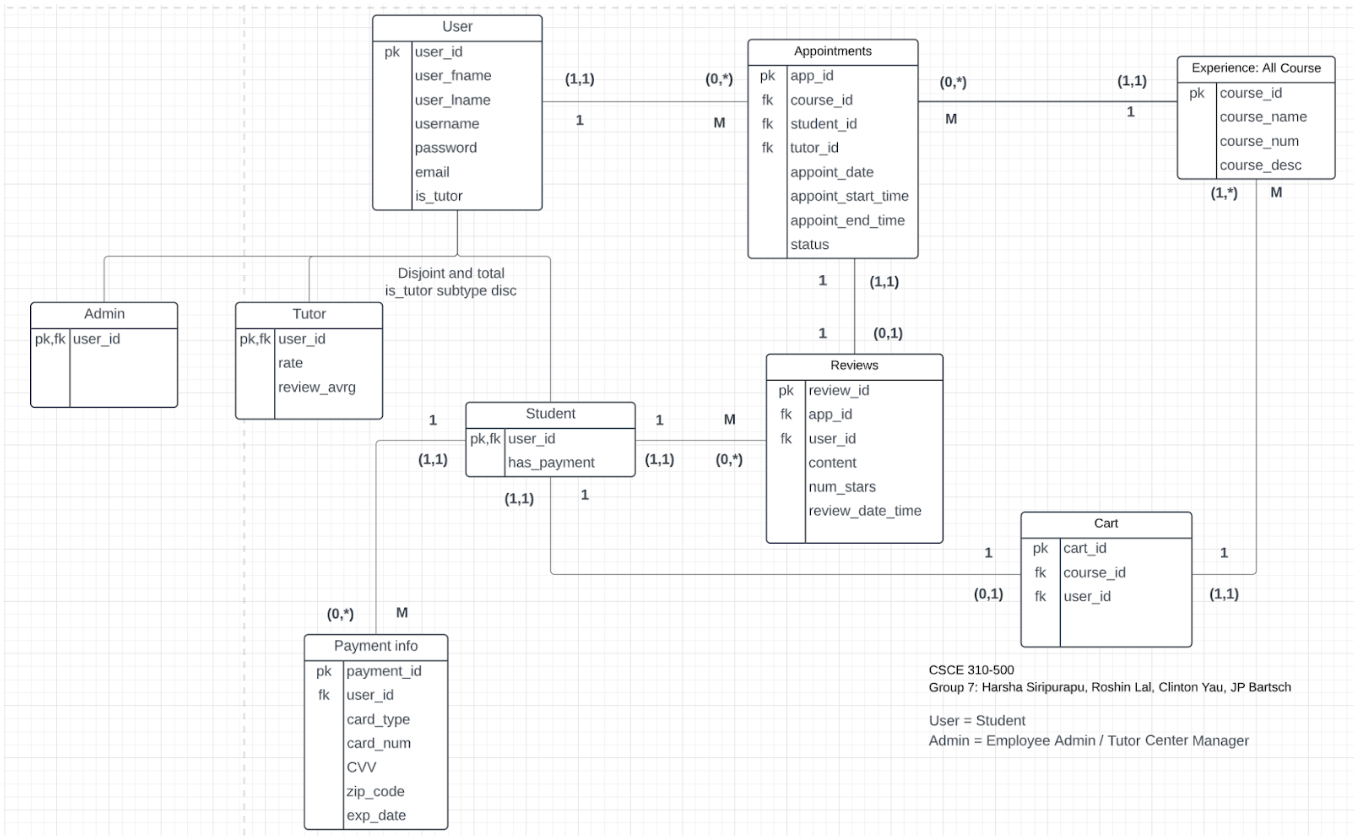 User
pk user_id
user_fname
user_lname
username
password
email
is_tutor
(1,1)
1
(0,*)
M
Appointments
pk app_id
fk course_id
fk student_id
fk tutor_id
appoint_date
appoint_start_time
appoint_end_time
status
(0,*)
M
(1,1)
1
Experience: All Course
pk course_id
course_name
course_num
course_desc
(1,*) M
Disjoint and total
is_tutor subtype disc
Admin
pk,fk user_id
Tutor
pk,fk user_id
rate
review_avrg
1 (1,1)
1 (0,1)
Student
pk,fk user_id
has_payment
1
(1,1)
1
(1,1)
M
(0,*)
(1,1) 1
Reviews
pk review_id
fk app_id
fk user_id
content
num_stars
review_date_time
1
(0,1)
Cart
pk cart_id
fk course_id
fk user_id
1
(1,1)
(0,*) M
Payment info
pk payment_id
fk user_id
card_type
card_num
CVV
zip_code
exp_date
CSCE 310-500
Group 7: Harsha Siripurapu, Roshin Lal, Clinton Yau, JP Bartsch
User = Student
Admin = Employee Admin / Tutor Center Manager